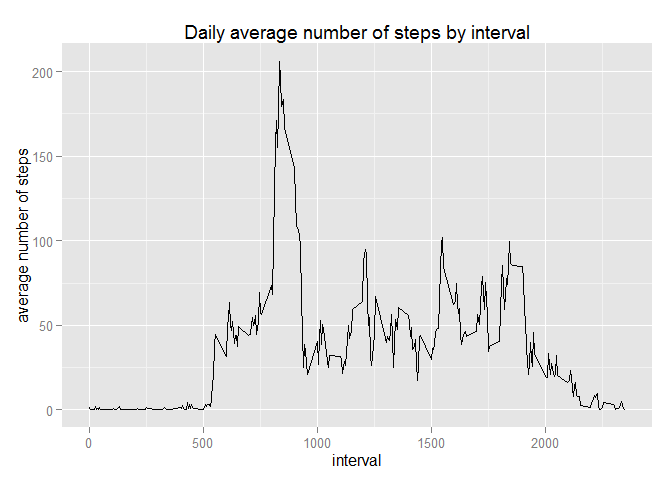 Daily average number of steps by interval
average number of steps
200
150
100
50
0
0 500 1000 1500 2000
interval